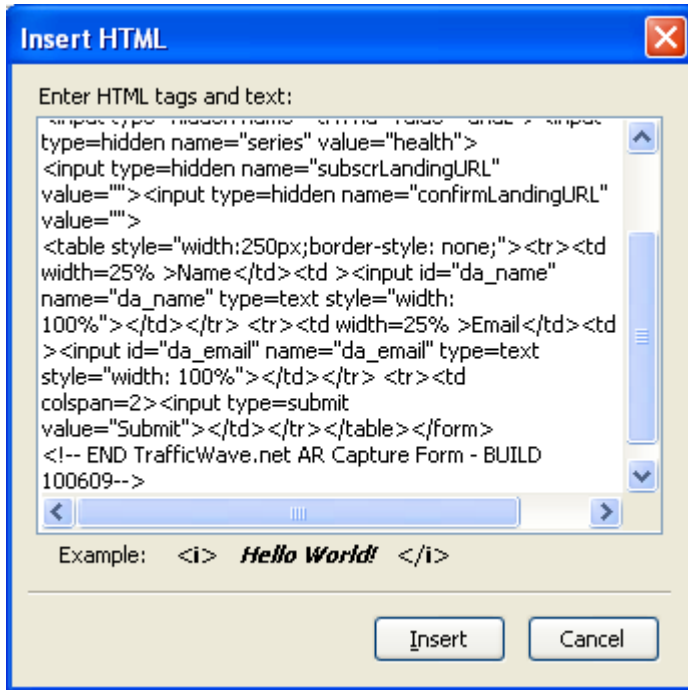 Insert HTML
Enter HTML tags and text:
type=hidden name="series" value="health">
<input type=hidden name="subscrLandingURL"
value=""><input type=hidden name="confirmLandingURL"
value="">
<table style="width:250px;border-style: none;"><tr><td
width=25% >Name</td><td ><input id="da_name"
name="da_name" type=text style="width:
100%"></td></tr> <tr><td width=25% >Email</td><td
><input id="da_email" name="da_email" type=text
style="width: 100%"></td></tr> <tr><td
colspan=2><input type=submit
value="Submit"></td></tr></table></form>
<!-- END TrafficWave.net AR Capture Form - BUILD
100609-->
Example: <i> Hello World! </i>
Insert Cancel